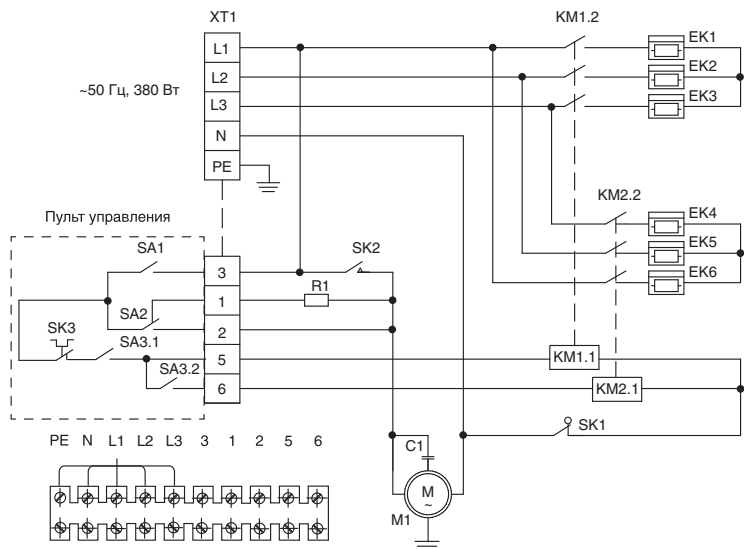 XT1
KM1.2
L1
EK1
L2
EK2
~50 Гц, 380 Вт
L3
EK3
N
PE
KM2.2
Пульт управления
EK4
SA1
SK2
EK5
3
EK6
R1
1
SA2
2
SK3
SA3.1
5
KM1.1
SA3.2
6
KM2.1
SK1
PE N L1 L2 L3 3 1 2 5 6
C1
M
~
M1